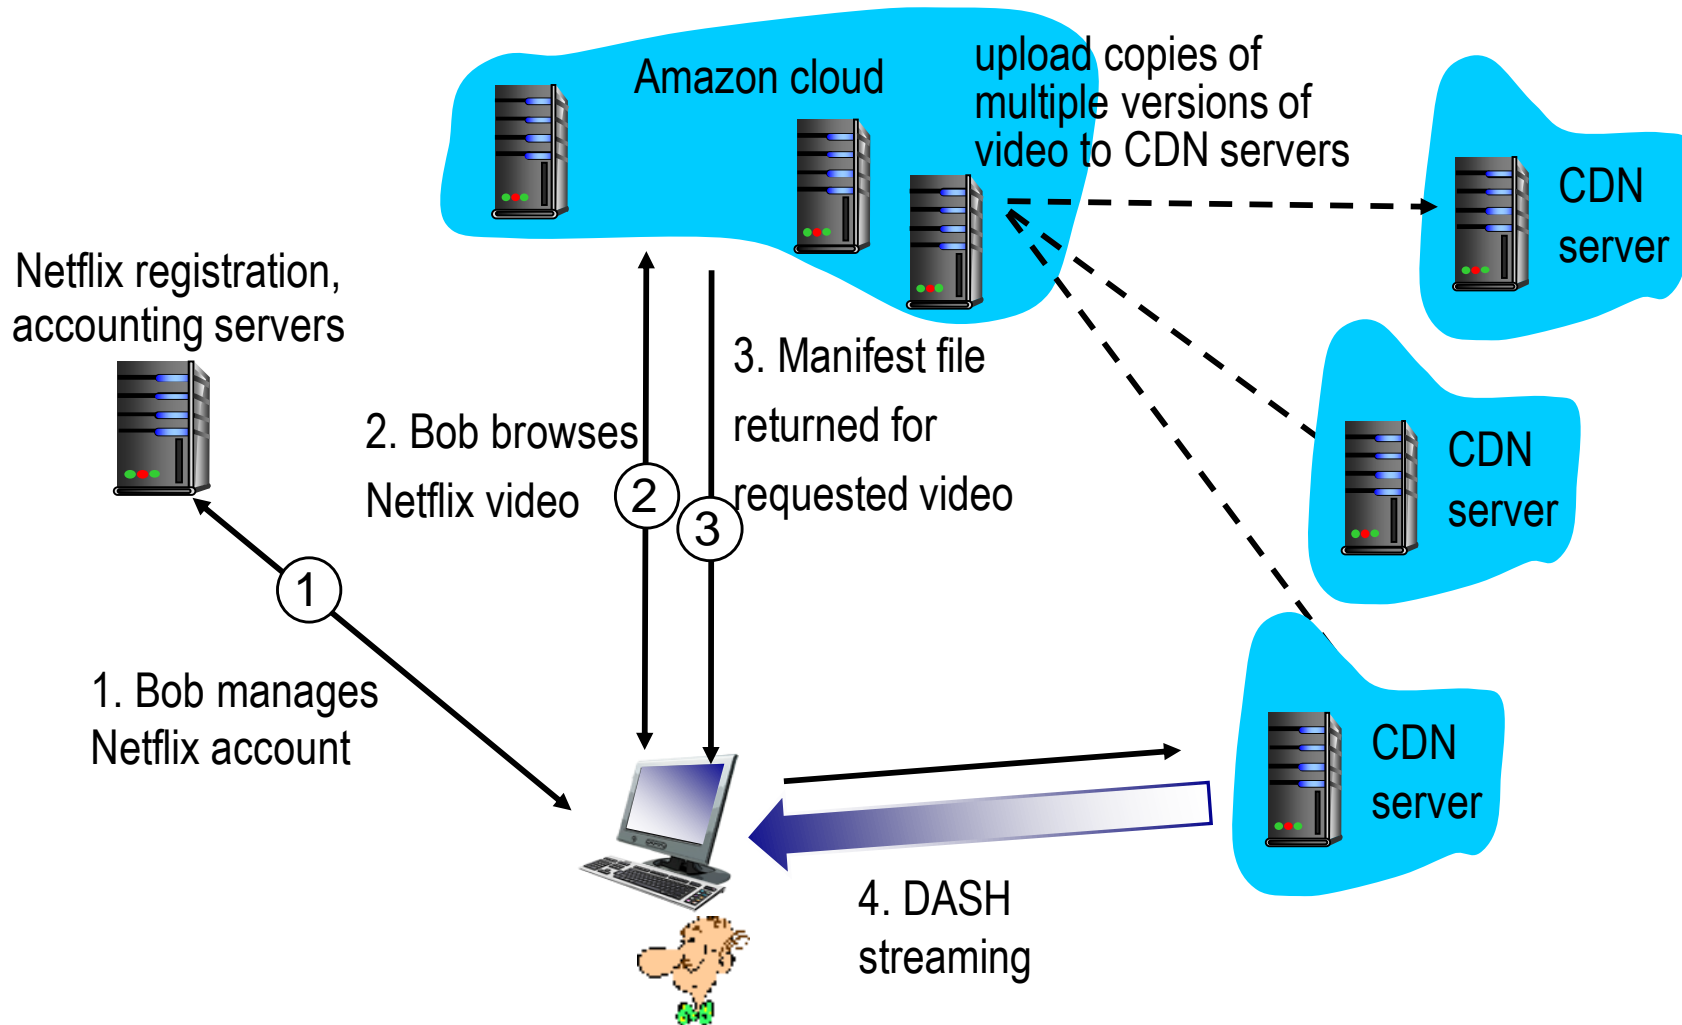 Amazon cloud
upload copies of
multiple versions of
video to CDN servers
CDN
server
Netflix registration,
accounting servers
3. Manifest file
returned for
requested video
2. Bob browses
Netflix video
2
3
CDN
server
1
1. Bob manages
Netflix account
CDN
server
4. DASH
streaming